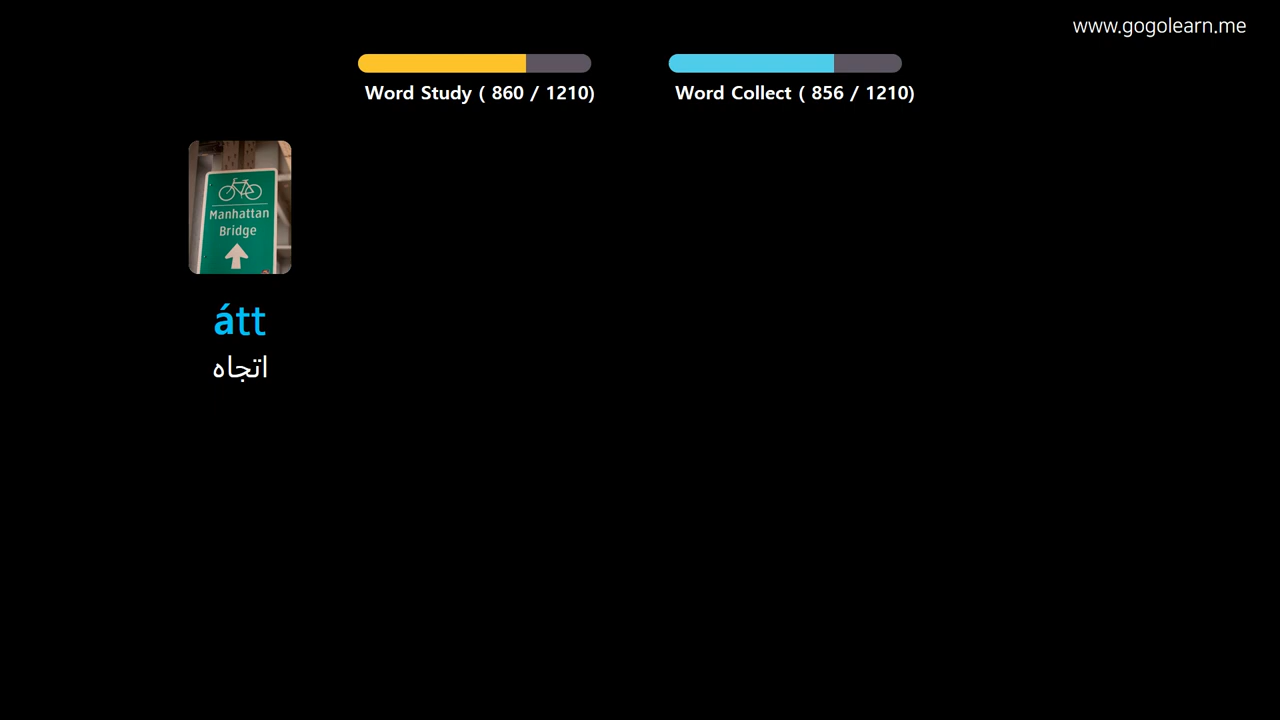 www.gogolearn.me
Word Study ( 860 / 1210)
Word Collect ( 856 / 1210)
Manhattan
Bridge
átt
اتجاه